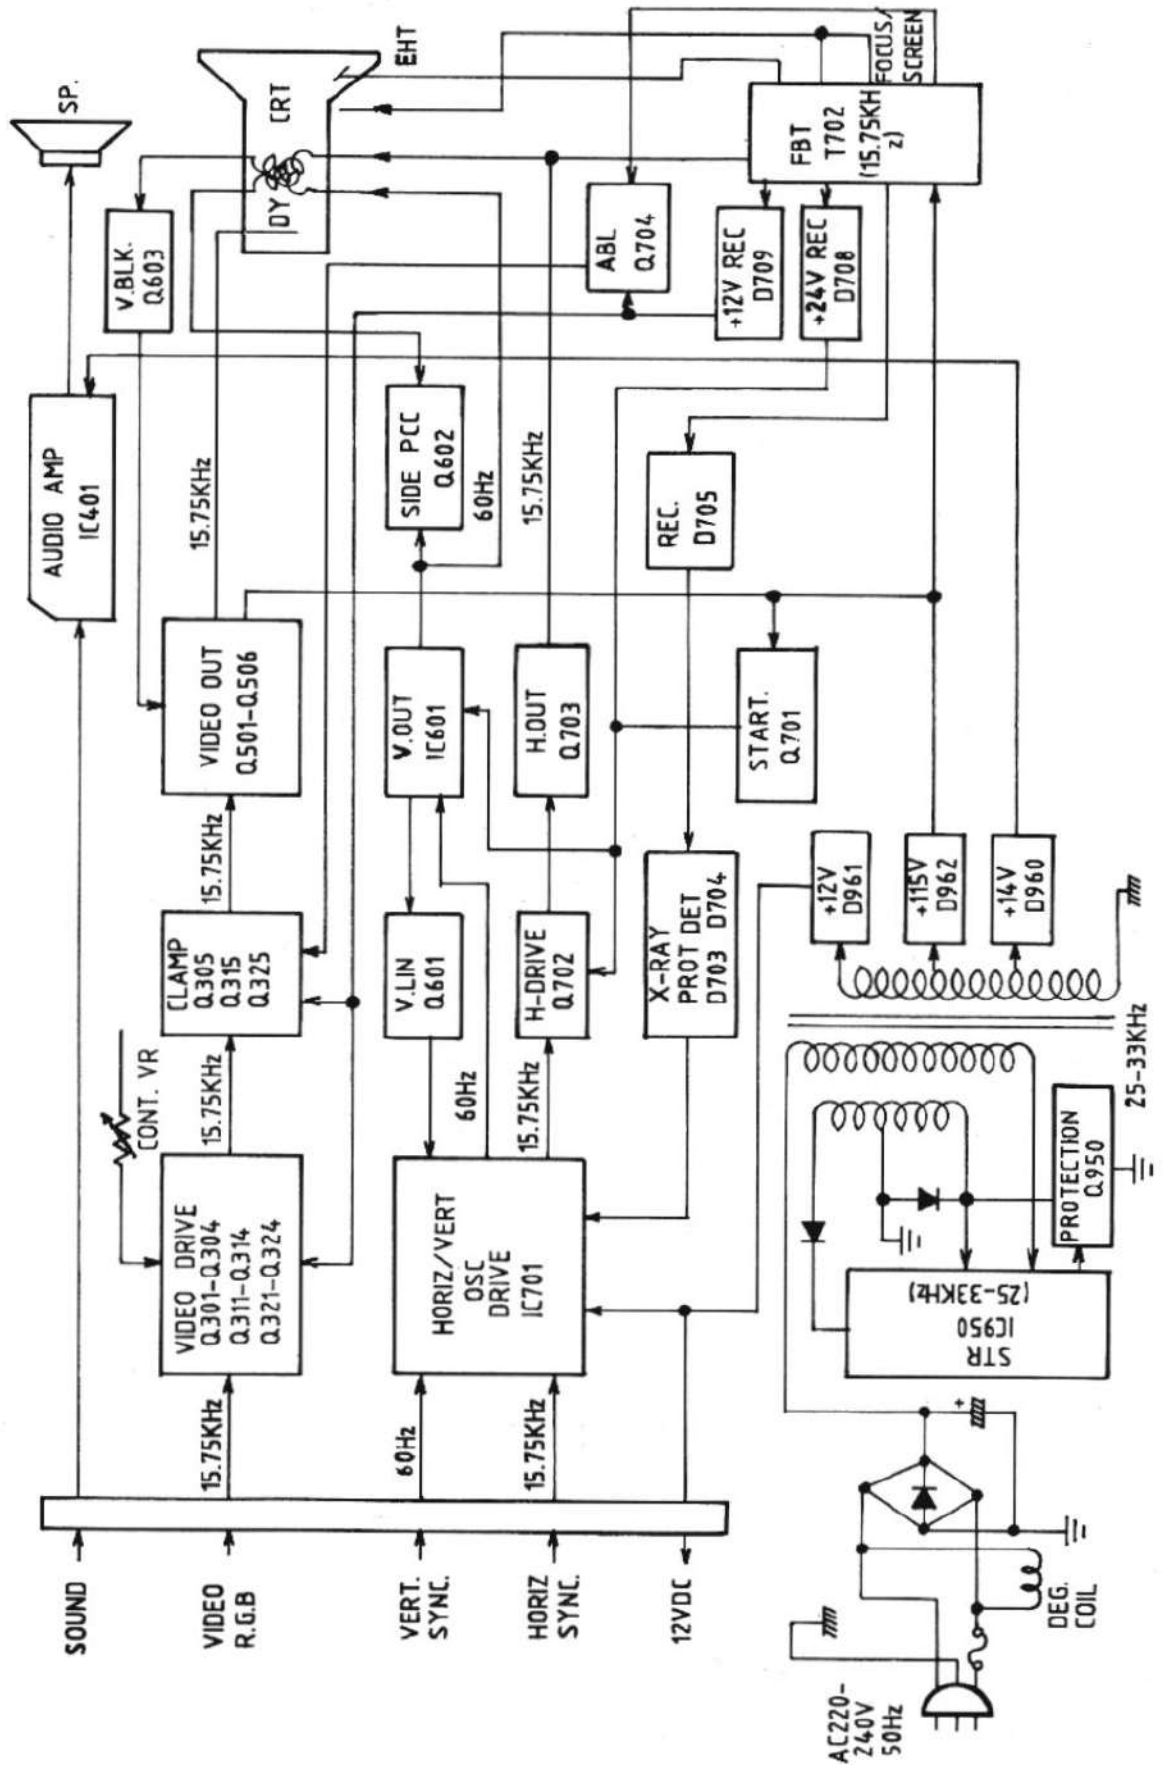 SOUND
VIDEO
R.G.B
VERT.
SYNC.
HORIZ
SYNC.
12VDC
AC220-
240V
50Hz
DEG.
COIL
15.75KHz
60Hz
15.75KHz
+
VIDEO DRIVE
Q301-Q304
Q311-Q314
Q321-Q324
CONT. VR
15.75KHz
CLAMP
Q305
Q315
Q325
15.75KHz
VIDEO OUT
Q501-Q506
15.75KHz
AUDIO AMP
IC401
SP.
V.BLK.
Q603
CRT
DY
EHT
HORIZ/VERT
OSC
DRIVE
IC701
60Hz
15.75KHz
V.LIN
Q601
V.OUT
IC601
SIDE PCC
Q602
60Hz
H-DRIVE
Q702
H.OUT
Q703
15.75KHz
ABL
Q704
X-RAY
PROT DET
D703 D704
REC.
D705
START.
Q701
+12V REC
D709
+24V REC
D708
FBT
T702
(15.75KH
z)
FOCUS/
SCREEN
STR
IC950
(25-33KHz)
PROTECTION
Q950
25-33KHz
+12V
D961
+115V
D962
+14V
D960